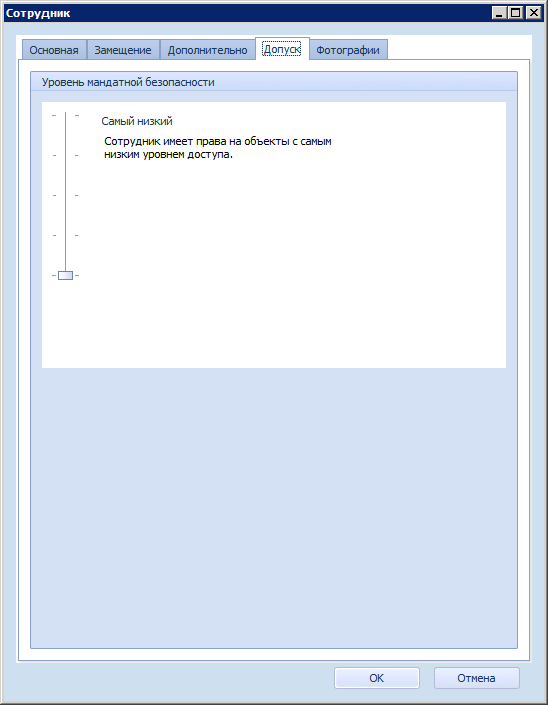 Сотрудник
Основная Замещение Дополнительно Допуск Фотографии
Уровень мандатной безопасности
Самый низкий
Сотрудник имеет права на объекты с самым
низким уровнем доступа.
OK Отмена